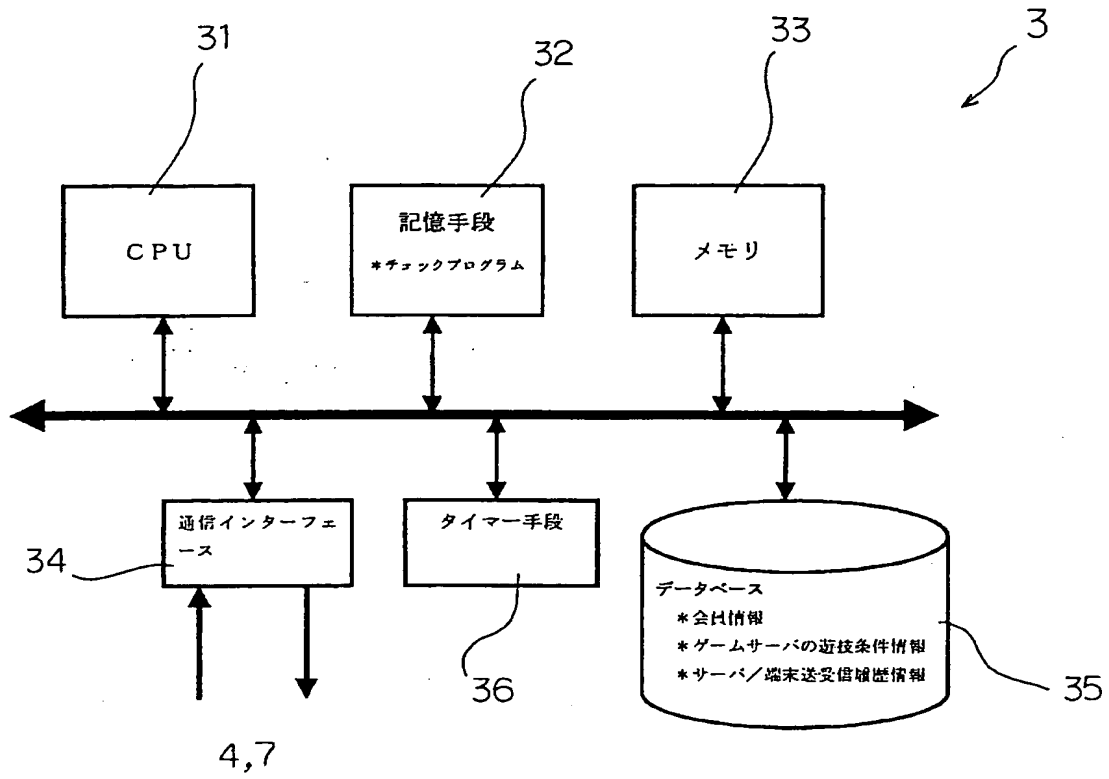 3
31
32
33
CPU
記憶手段
*チェックプログラム
メモリ
通信インターフェ
ース
タイマー手段
データベース
*会員情報
*ゲームサーバの遊技条件情報
*サーバ/端末送受信履歴情報
34
36
35
4,7